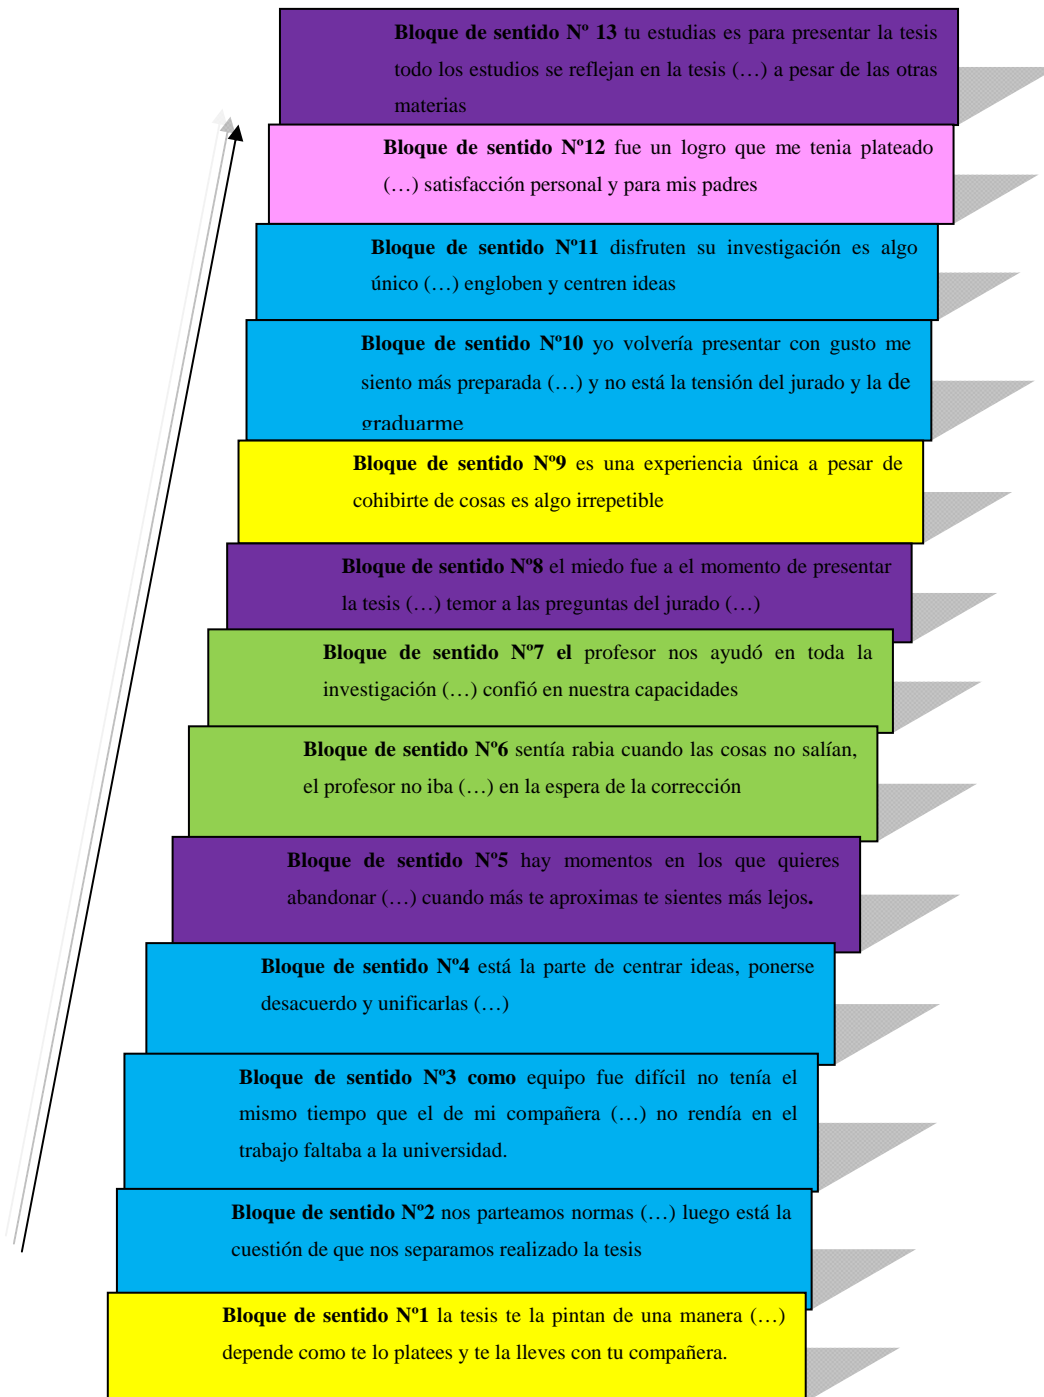 Bloque de sentido Nº 13 tu estudias es para presentar la tesis
todo los estudios se reflejan en la tesis (…) a pesar de las otras
materias
Bloque de sentido Nº12 fue un logro que me tenia plateado
(…) satisfacción personal y para mis padres
Bloque de sentido Nº11 disfruten su investigación es algo
único (…) engloben y centren ideas
Bloque de sentido Nº10 yo volvería presentar con gusto me
siento más preparada (…) y no está la tensión del jurado y la de
graduarme
Bloque de sentido Nº9 es una experiencia única a pesar de
cohibirte de cosas es algo irrepetible
Bloque de sentido Nº8 el miedo fue a el momento de presentar
la tesis (…) temor a las preguntas del jurado (…)
Bloque de sentido Nº7 el profesor nos ayudó en toda la
investigación (…) confió en nuestra capacidades
Bloque de sentido Nº6 sentía rabia cuando las cosas no salían,
el profesor no iba (…) en la espera de la corrección
Bloque de sentido Nº5 hay momentos en los que quieres
abandonar (…) cuando más te aproximas te sientes más lejos.
Bloque de sentido Nº4 está la parte de centrar ideas, ponerse
desacuerdo y unificarlas (…)
Bloque de sentido Nº3 como equipo fue difícil no tenía el
mismo tiempo que el de mi compañera (…) no rendía en el
trabajo faltaba a la universidad.
Bloque de sentido Nº2 nos parteamos normas (…) luego está la
cuestión de que nos separamos realizado la tesis
Bloque de sentido Nº1 la tesis te la pintan de una manera (…)
depende como te lo platees y te la lleves con tu compañera.